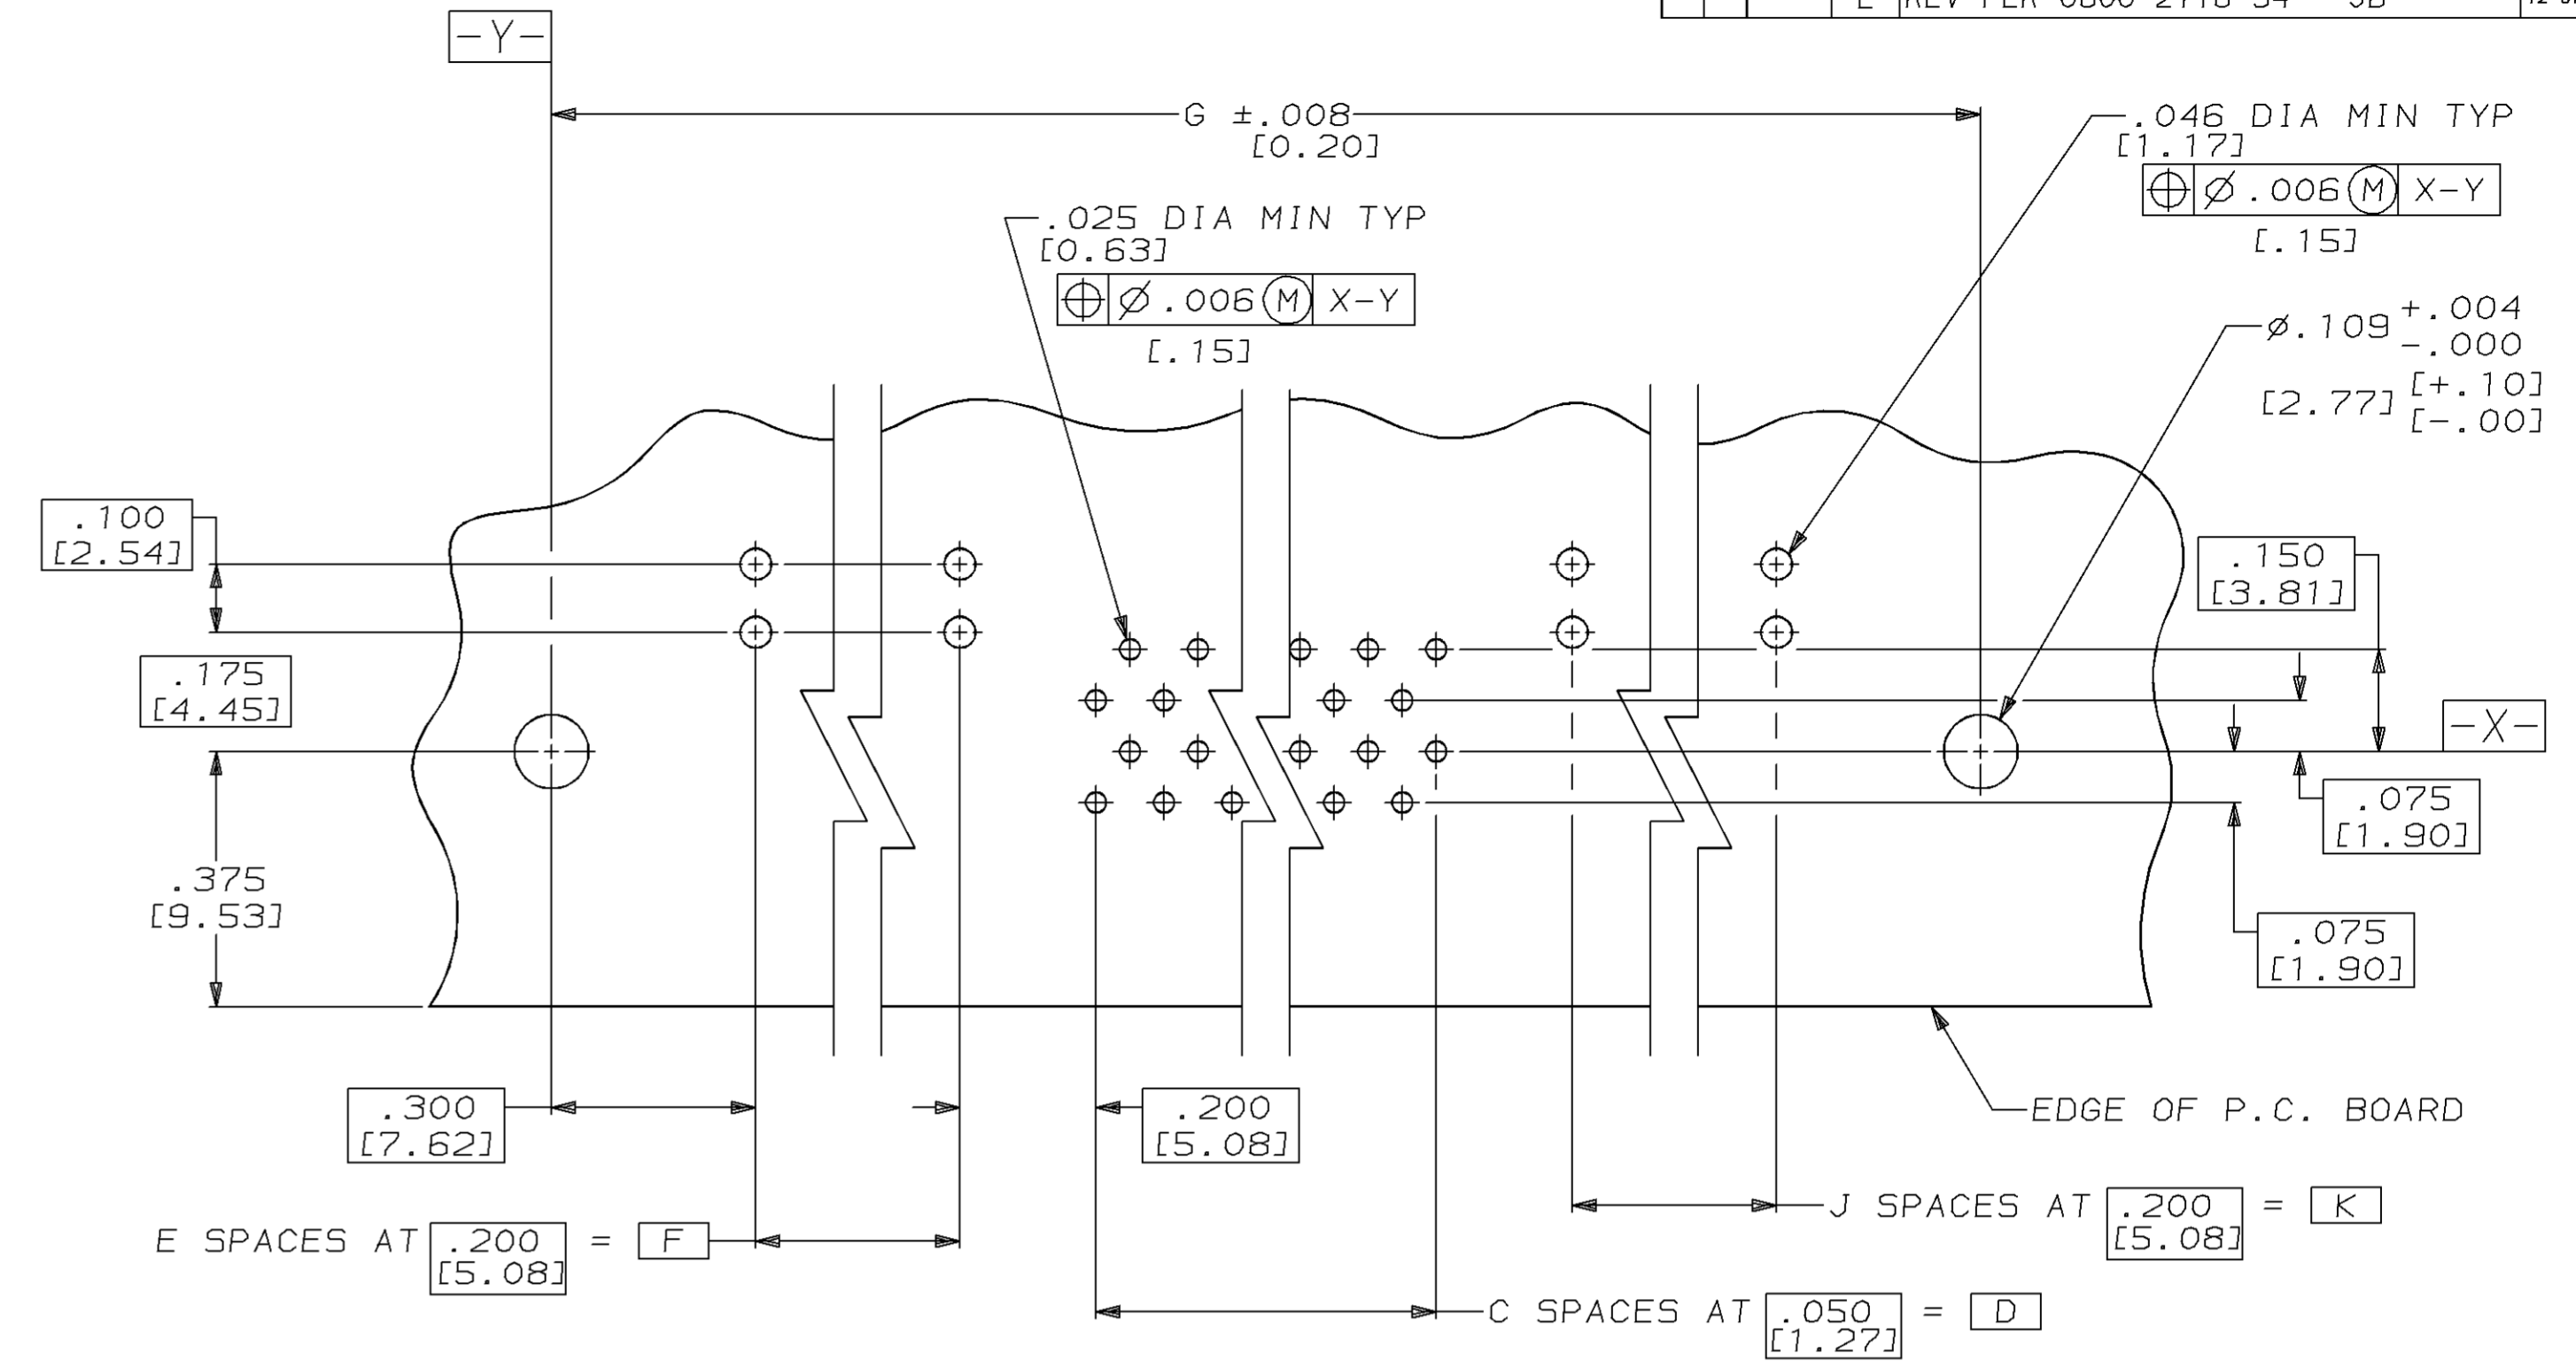 -Y-
G ±.008
[0.20]
.046 DIA MIN TYP
[1.17]
⌖ Ø .006 Ⓜ X-Y
[.15]
.025 DIA MIN TYP
[0.63]
⌖ Ø .006 Ⓜ X-Y
[.15]
Ø.109 +.004
-.000
[2.77] [+.10]
[-.00]
.100
[2.54]
.150
[3.81]
.175
[4.45]
-X-
.075
[1.90]
.375
[9.53]
.075
[1.90]
.300
[7.62]
.200
[5.08]
EDGE OF P.C. BOARD
J SPACES AT .200 = K
[5.08]
E SPACES AT .200 = F
[5.08]
C SPACES AT .050 = D
[1.27]